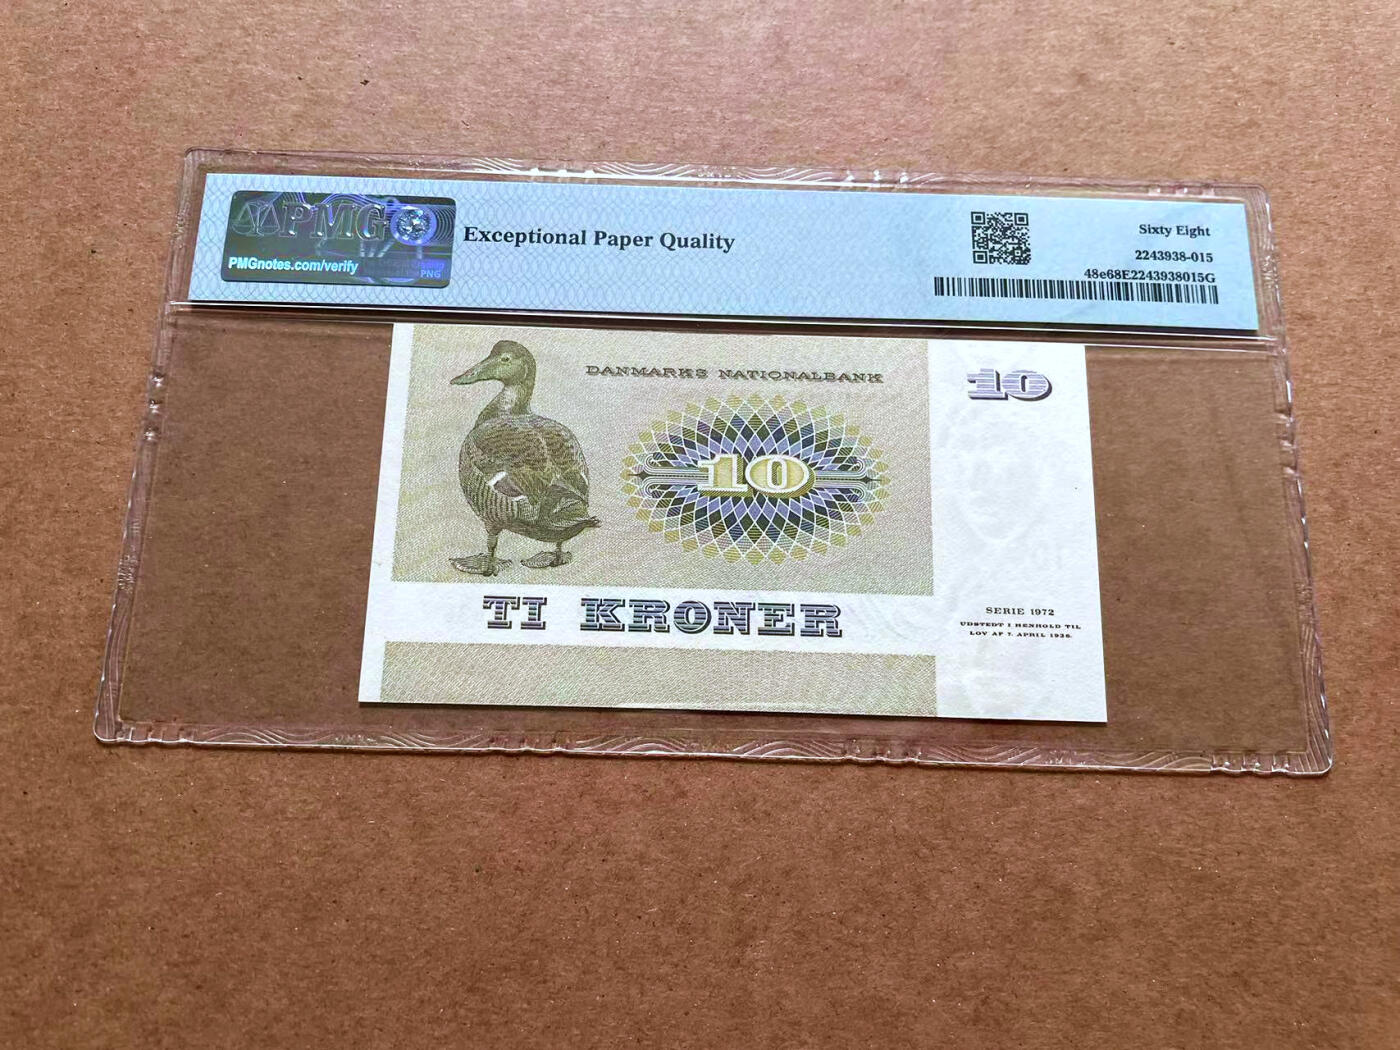 PMG
PMGnotes.com/verify
PNG
Exceptional Paper Quality
Sixty Eight
2243938-015
48e68E2243938015G
DANMARKS NATIONALBANK
10
10
TI KRONER
SERIE 1972
UDSTEDT I HENHOLD TIL
LOV AF 7. APRIL 1936.